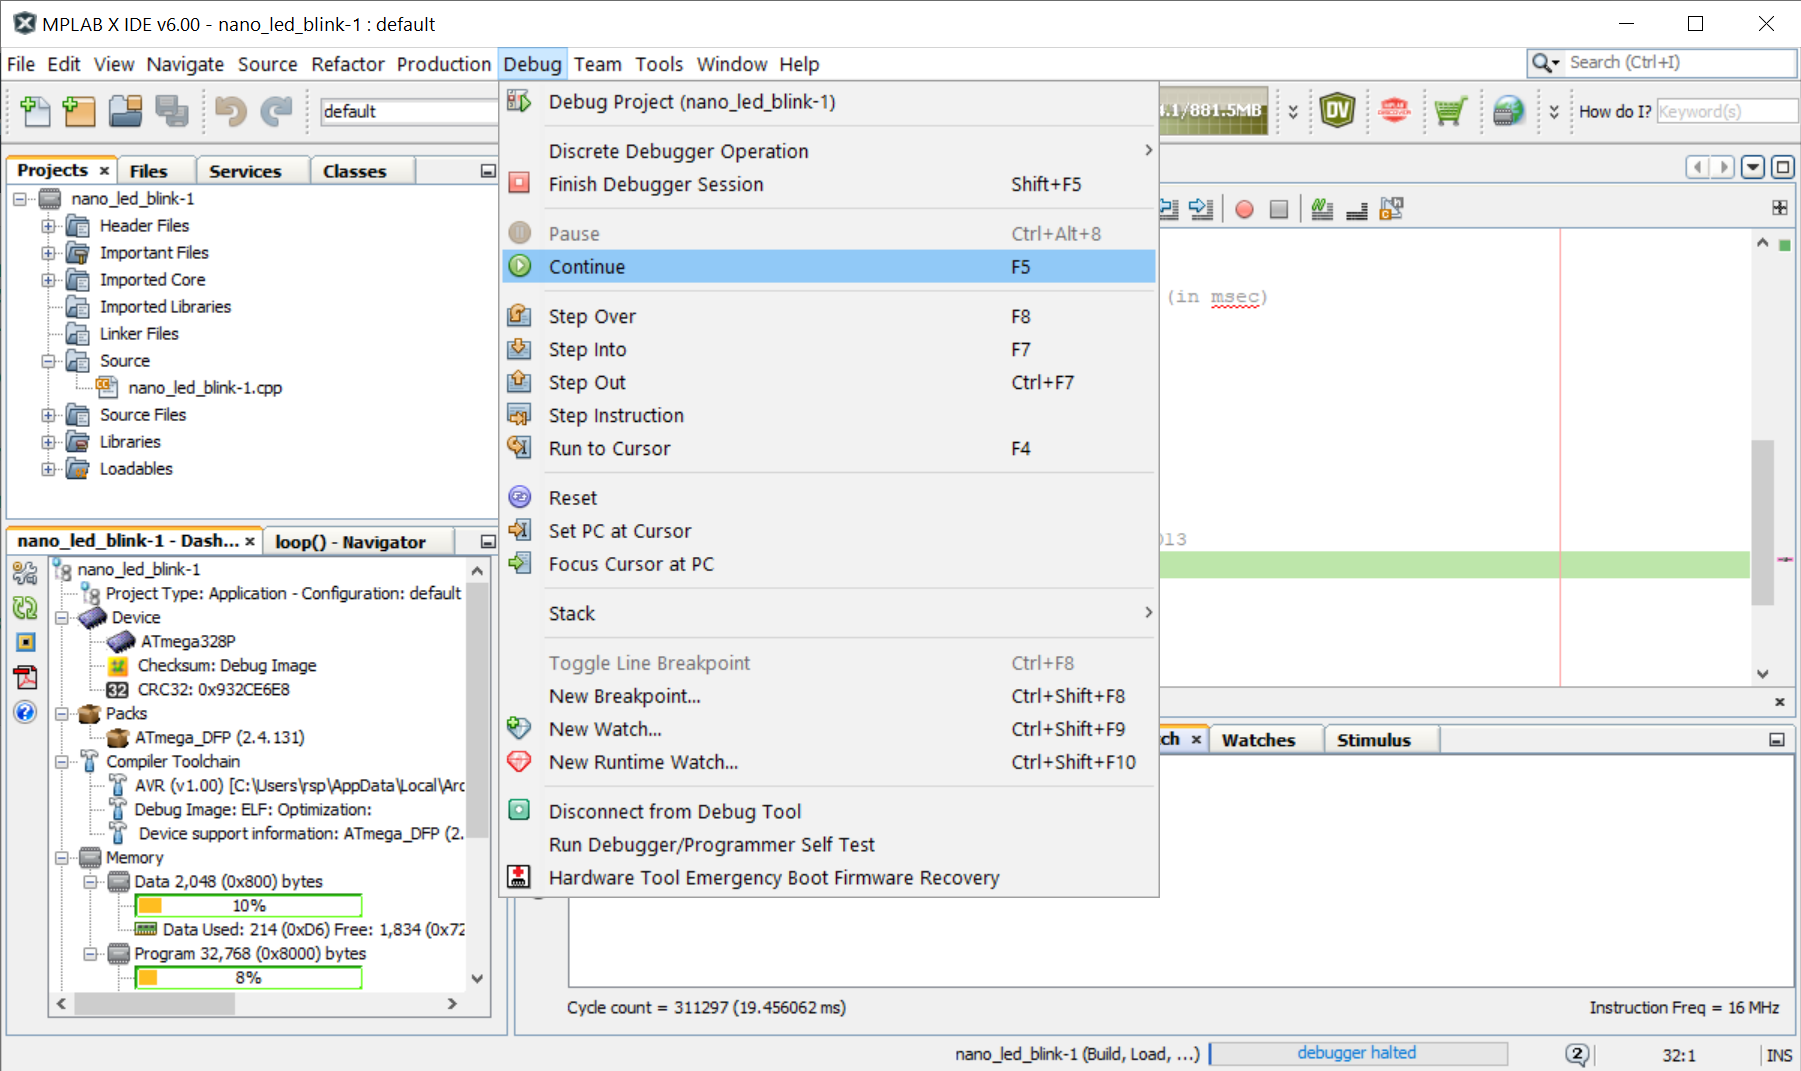 MPLAB X IDE v6.00 - nano_led_blink-1 : default
File Edit View Navigate Source Refactor Production Debug Team Tools Window Help
Search (Ctrl+I)
default
.1/881.5MB
DV
How do I?
Keyword(s)
Projects
Files
Services
Classes
nano_led_blink-1
Header Files
Important Files
Imported Core
Imported Libraries
Linker Files
Source
nano_led_blink-1.cpp
Source Files
Libraries
Loadables
Debug Project (nano_led_blink-1)
Discrete Debugger Operation
Finish Debugger Session Shift+F5
Pause Ctrl+Alt+8
Continue F5
Step Over F8
Step Into F7
Step Out Ctrl+F7
Step Instruction
Run to Cursor F4
Reset
Set PC at Cursor
Focus Cursor at PC
Stack
Toggle Line Breakpoint Ctrl+F8
New Breakpoint... Ctrl+Shift+F8
New Watch... Ctrl+Shift+F9
New Runtime Watch... Ctrl+Shift+F10
Disconnect from Debug Tool
Run Debugger/Programmer Self Test
Hardware Tool Emergency Boot Firmware Recovery
(in msec)
013
nano_led_blink-1 - Dash...
loop() - Navigator
nano_led_blink-1
Project Type: Application - Configuration: default
Device
ATmega328P
Checksum: Debug Image
32 CRC32: 0x932CE6E8
Packs
ATmega_DFP (2.4.131)
Compiler Toolchain
AVR (v1.00) [C:\Users\rsp\AppData\Local\Arc
Debug Image: ELF: Optimization:
Device support information: ATmega_DFP (2.
Memory
Data 2,048 (0x800) bytes
10%
Data Used: 214 (0xD6) Free: 1,834 (0x72
Program 32,768 (0x8000) bytes
8%
ch
Watches
Stimulus
Cycle count = 311297 (19.456062 ms)
Instruction Freq = 16 MHz
nano_led_blink-1 (Build, Load, ...)
debugger halted
2
32:1
INS